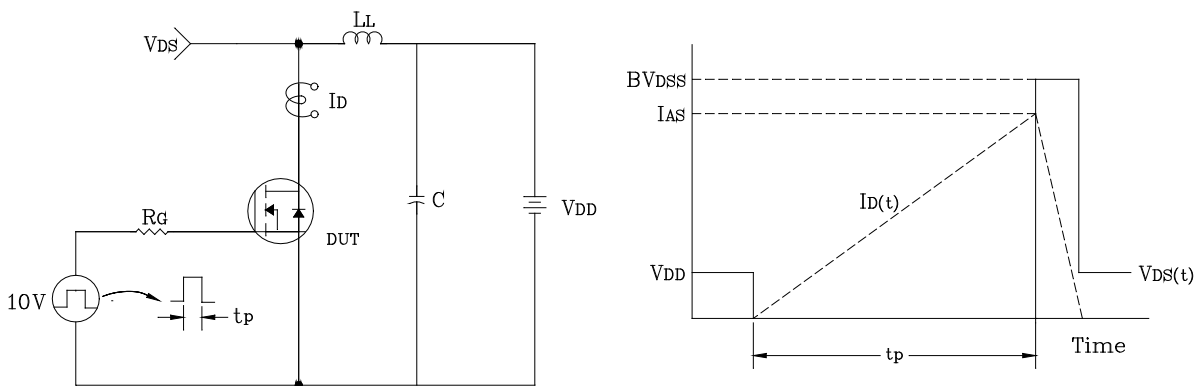 LL
VDS
ID
RG
C
VDD
DUT
10V
tp
BVDSS
IAS
ID(t)
VDD
VDS(t)
tp
Time